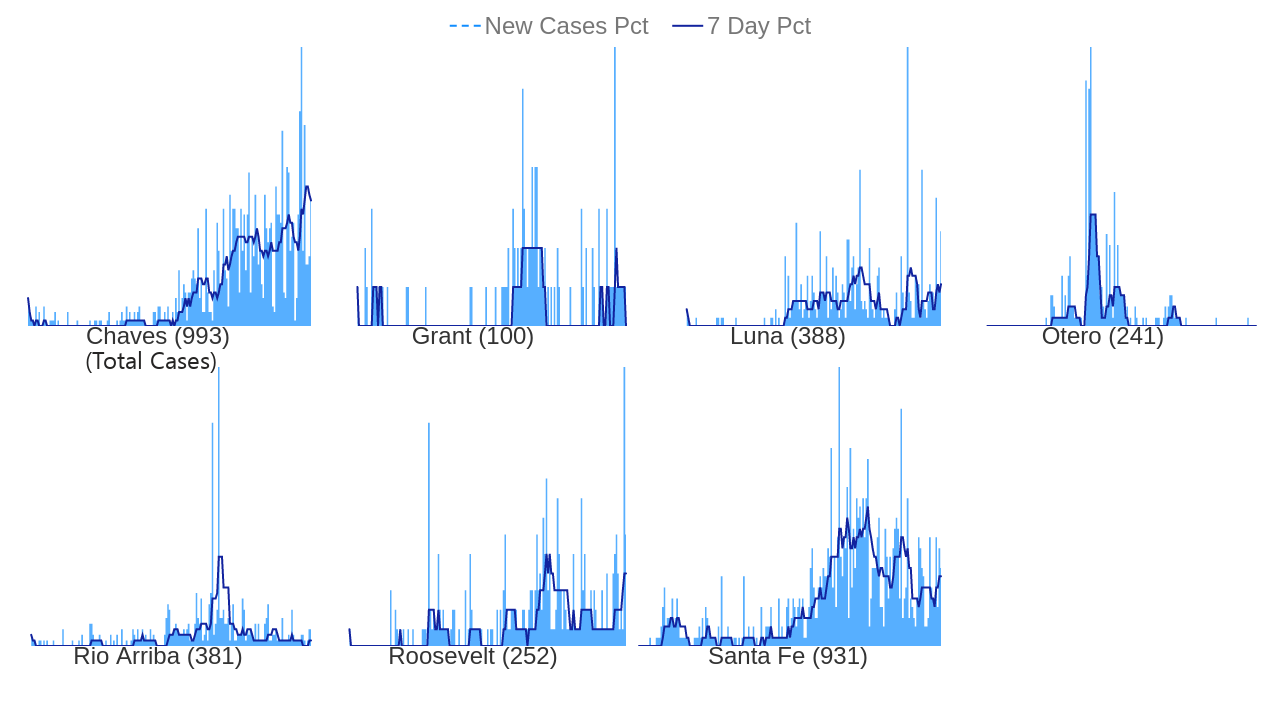 New Cases Pct 7 Day Pct
Chaves (993)
(Total Cases)
Grant (100)
Luna (388)
Otero (241)
Rio Arriba (381)
Roosevelt (252)
Santa Fe (931)